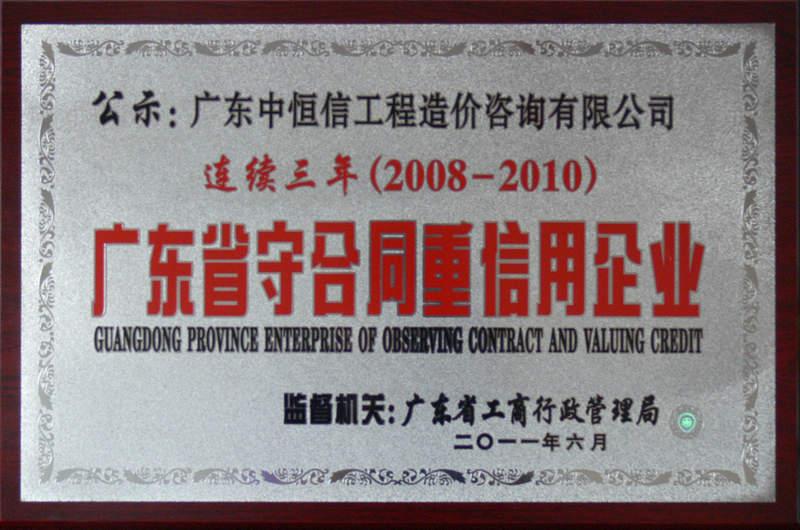 公示：广东中恒信工程造价咨询有限公司
连续三年(2008-2010)
广东省守合同重信用企业
GUANGDONG PROVINCE ENTERPRISE OF OBSERVING CONTRACT AND VALUING CREDIT
监督机关：广东省工商行政管理局
二〇一一年六月